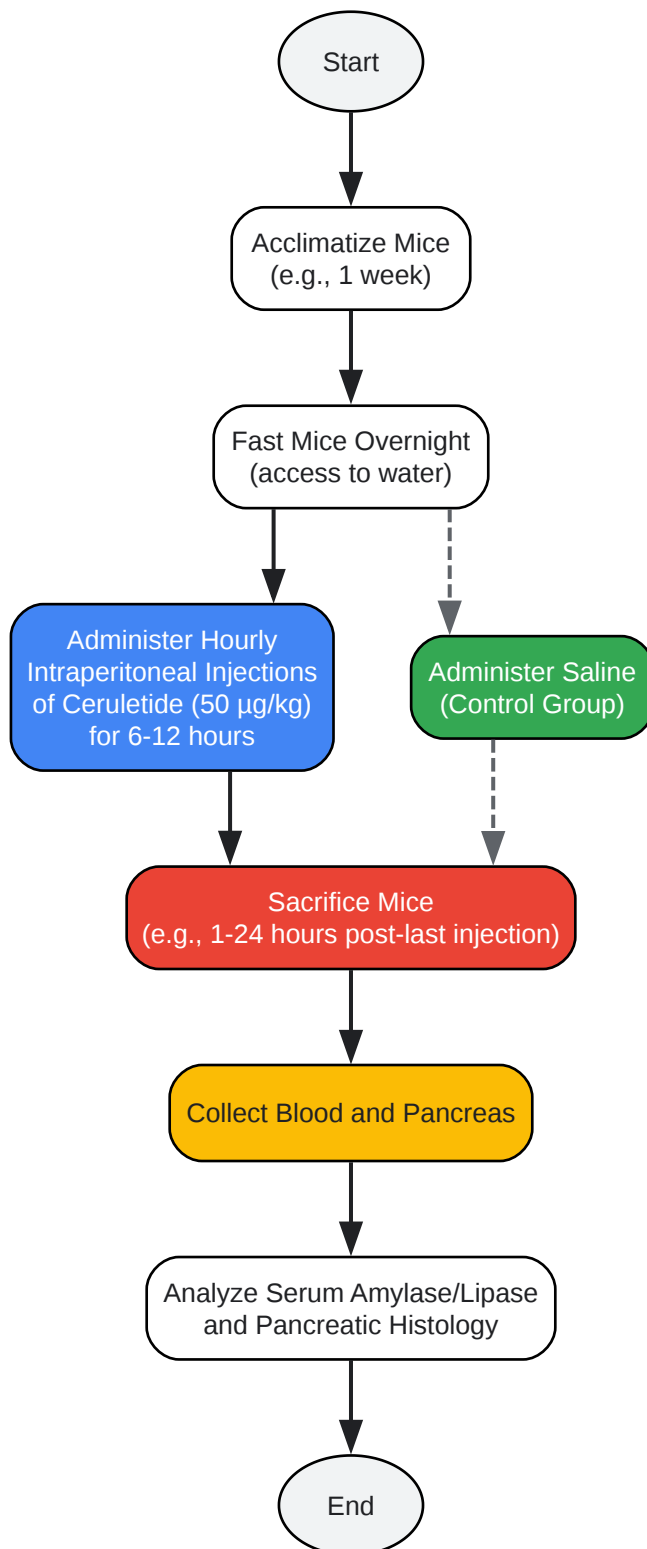 Start
Acclimatize Mice
(e.g., 1 week)
Fast Mice Overnight
(access to water)
Administer Hourly
Intraperitoneal Injections
of Ceruletide (50 µg/kg)
for 6-12 hours
Administer Saline
(Control Group)
Sacrifice Mice
(e.g., 1-24 hours post-last injection)
Collect Blood and Pancreas
Analyze Serum Amylase/Lipase
and Pancreatic Histology
End